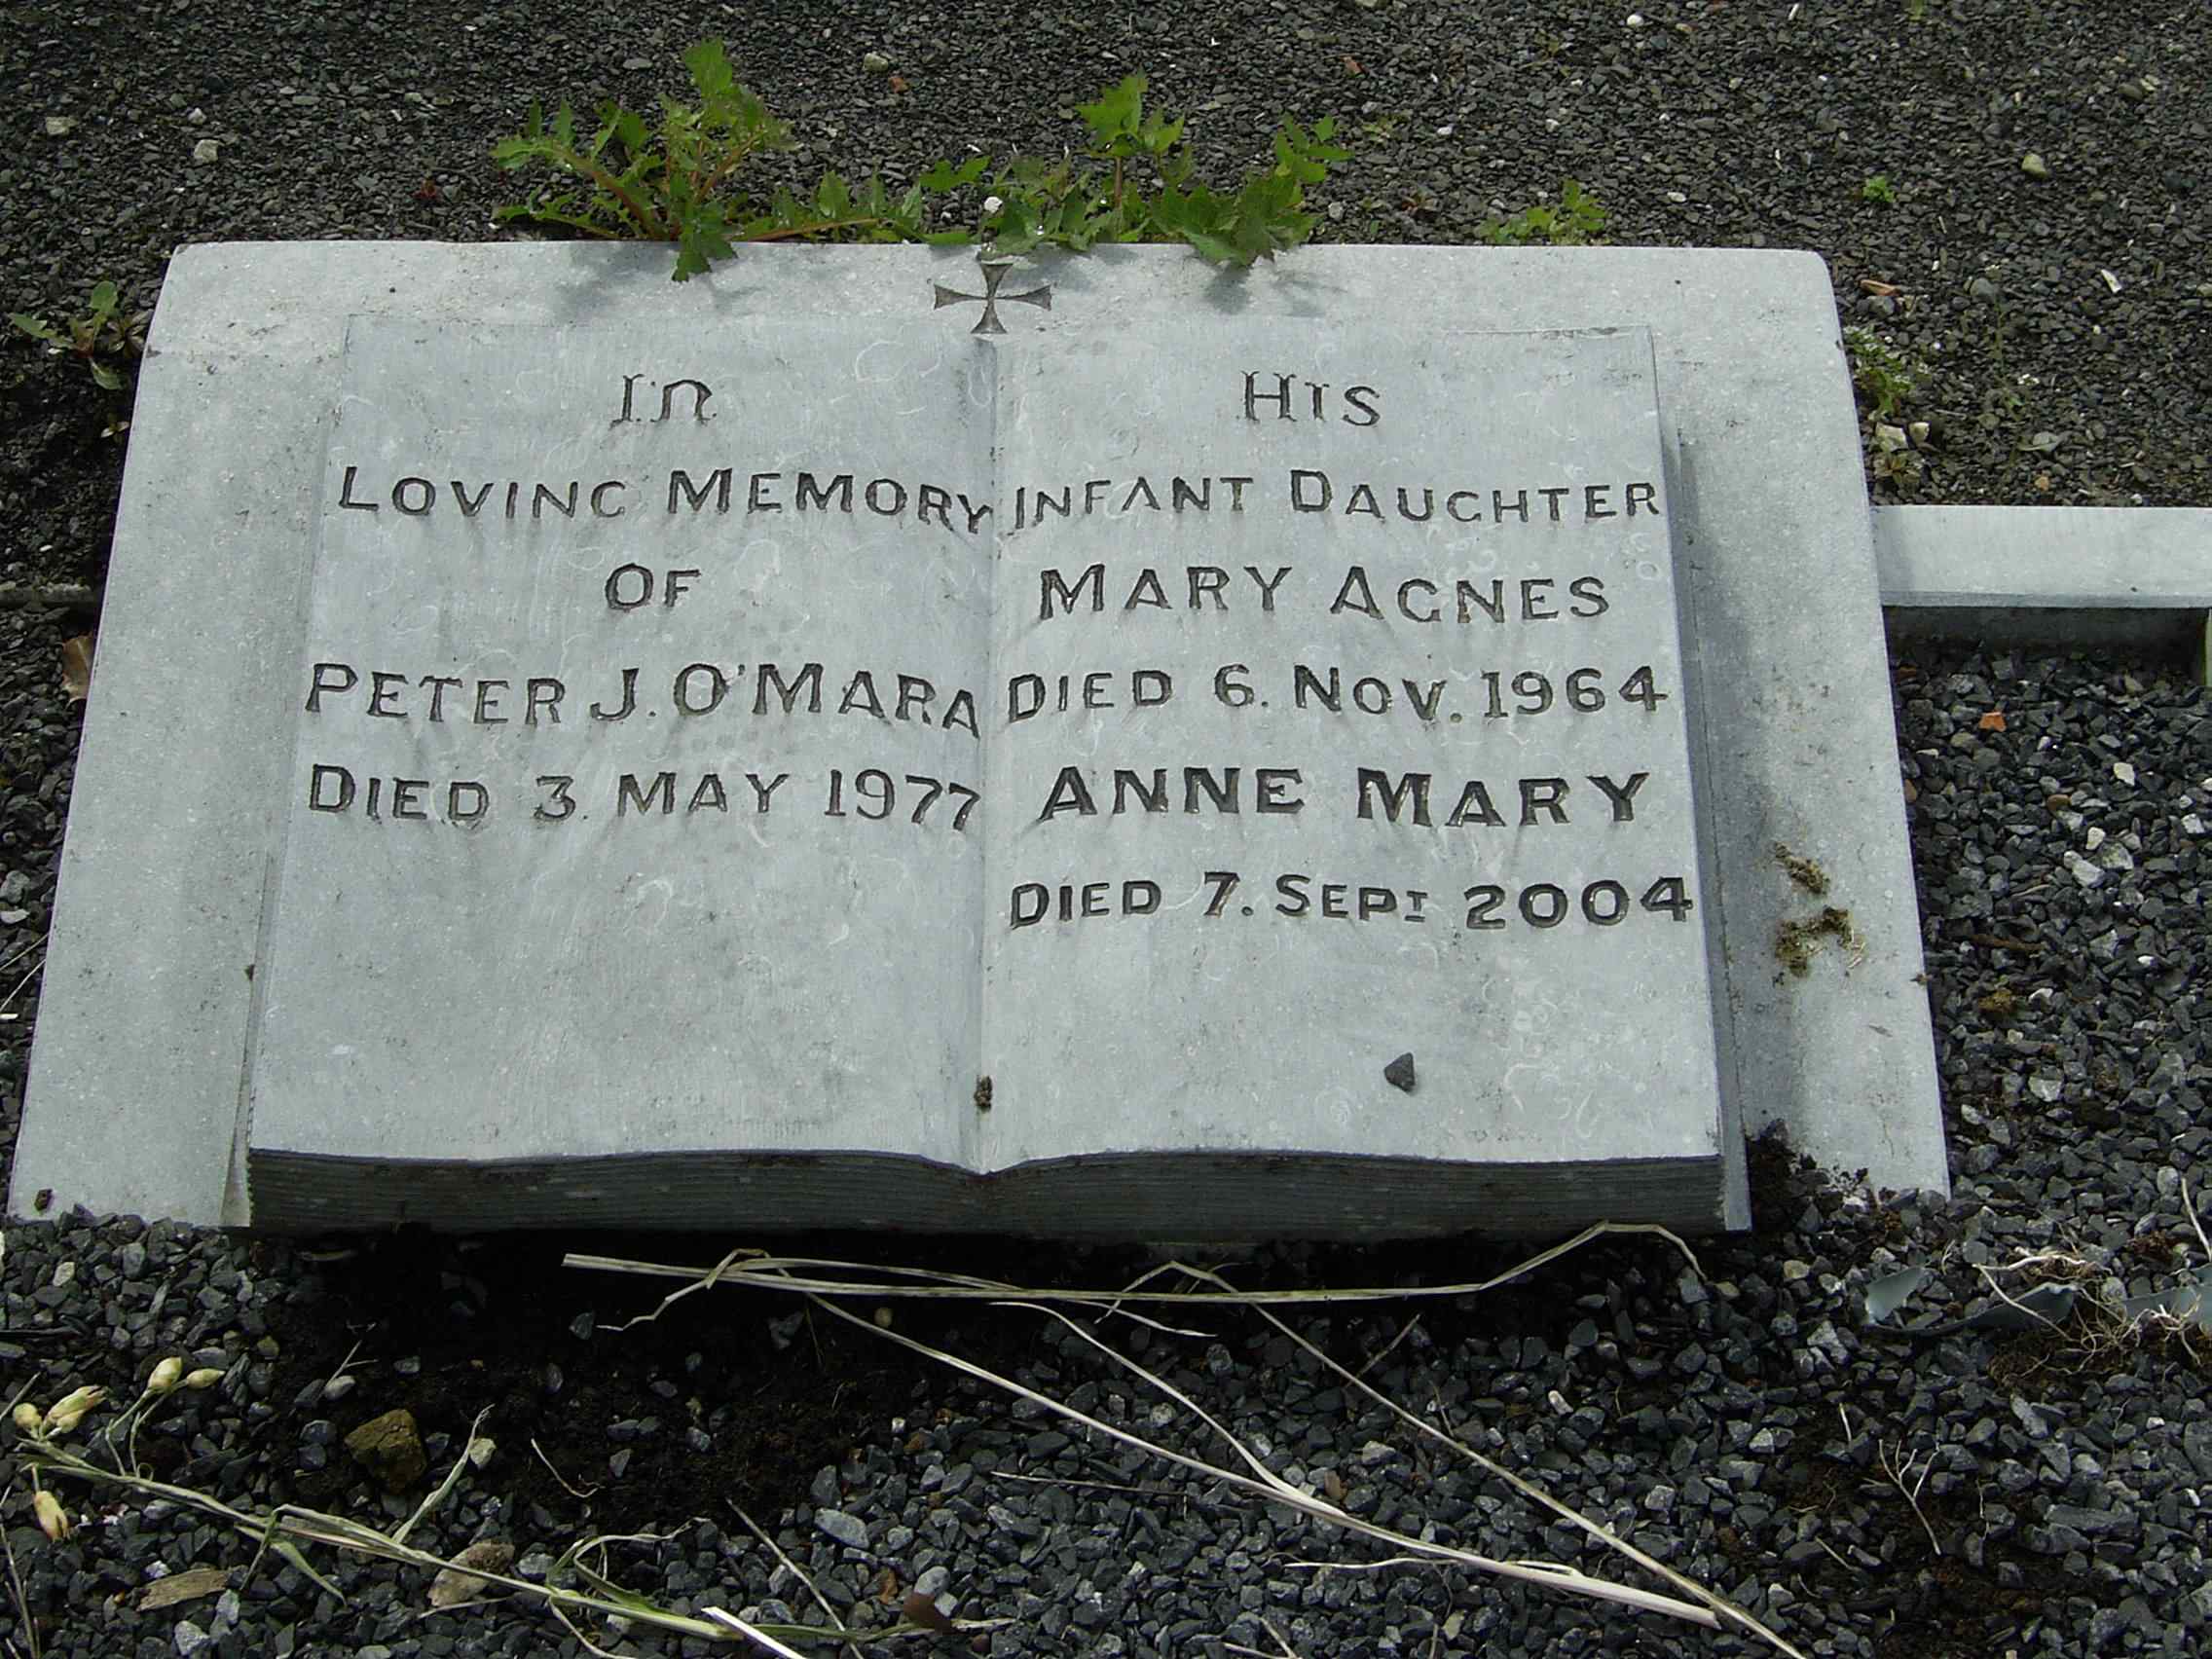 In
Loving Memory
of
Peter J. O'Mara
Died 3. May 1977
His
Infant Daughter
Mary Agnes
Died 6. Nov. 1964
Anne Mary
Died 7. Sept 2004